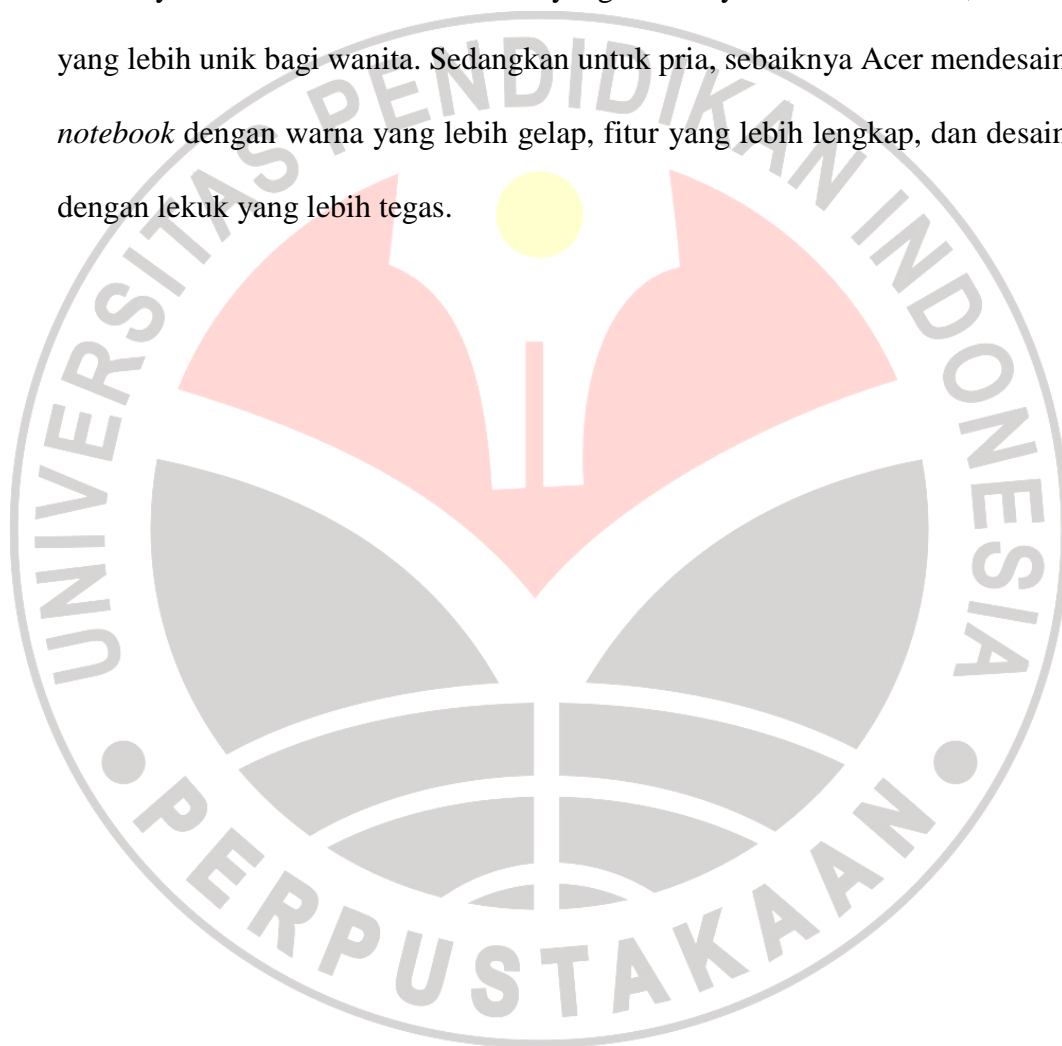 yang lebih unik bagi wanita. Sedangkan untuk pria, sebaiknya Acer mendesain
notebook dengan warna yang lebih gelap, fitur yang lebih lengkap, dan desain
dengan lekuk yang lebih tegas.
UNIVERSITAS PENDIDIKAN INDONESIA
PERPUSTAKAAN